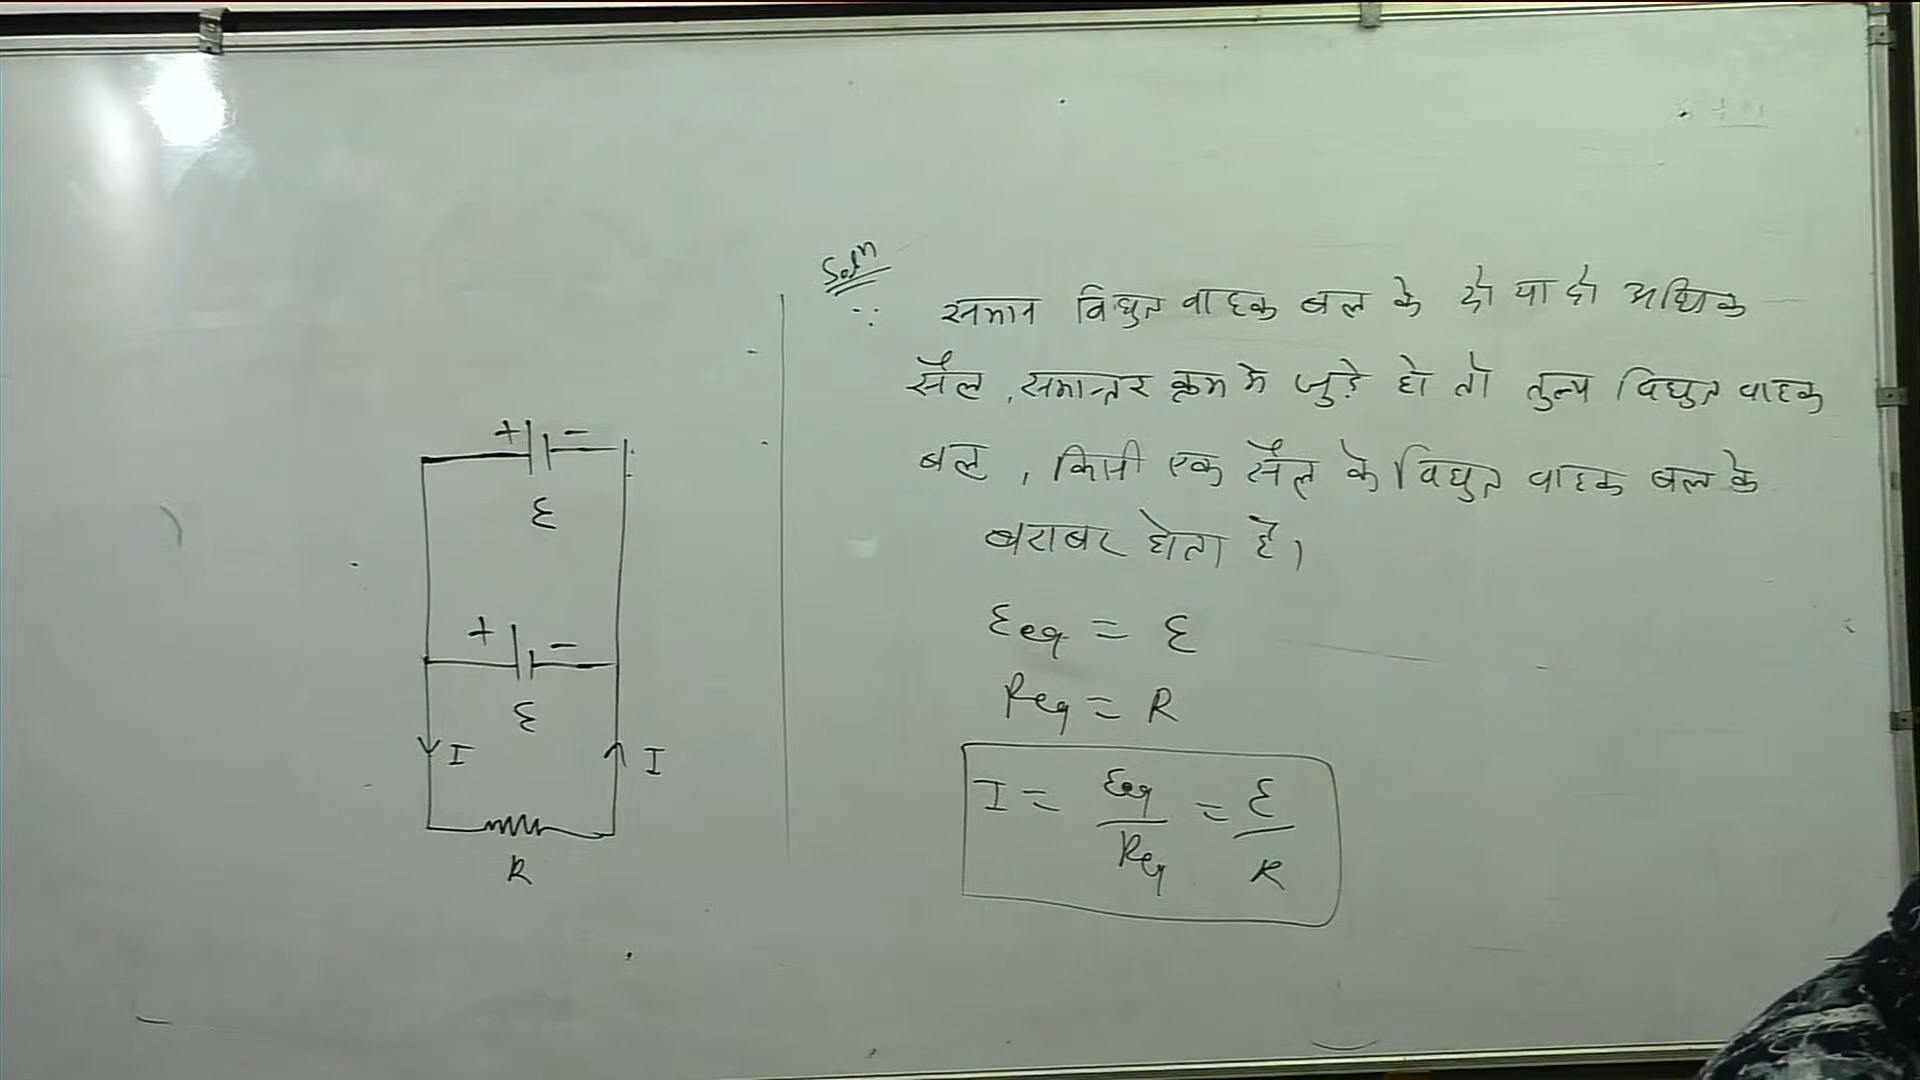 + -
ε
+ -
ε
I I
R
Solⁿ
∵ समान विधुत वाहक बल के दो या दो अधिक
सैल, समान्तर क्रम मे जुड़े हो तो तुल्य विधुत वाहक
बल, किसी एक सैल के विधुत वाहक बल के
बराबर होता है।
εeq = ε
Req = R
I = εeq/Req = ε/R